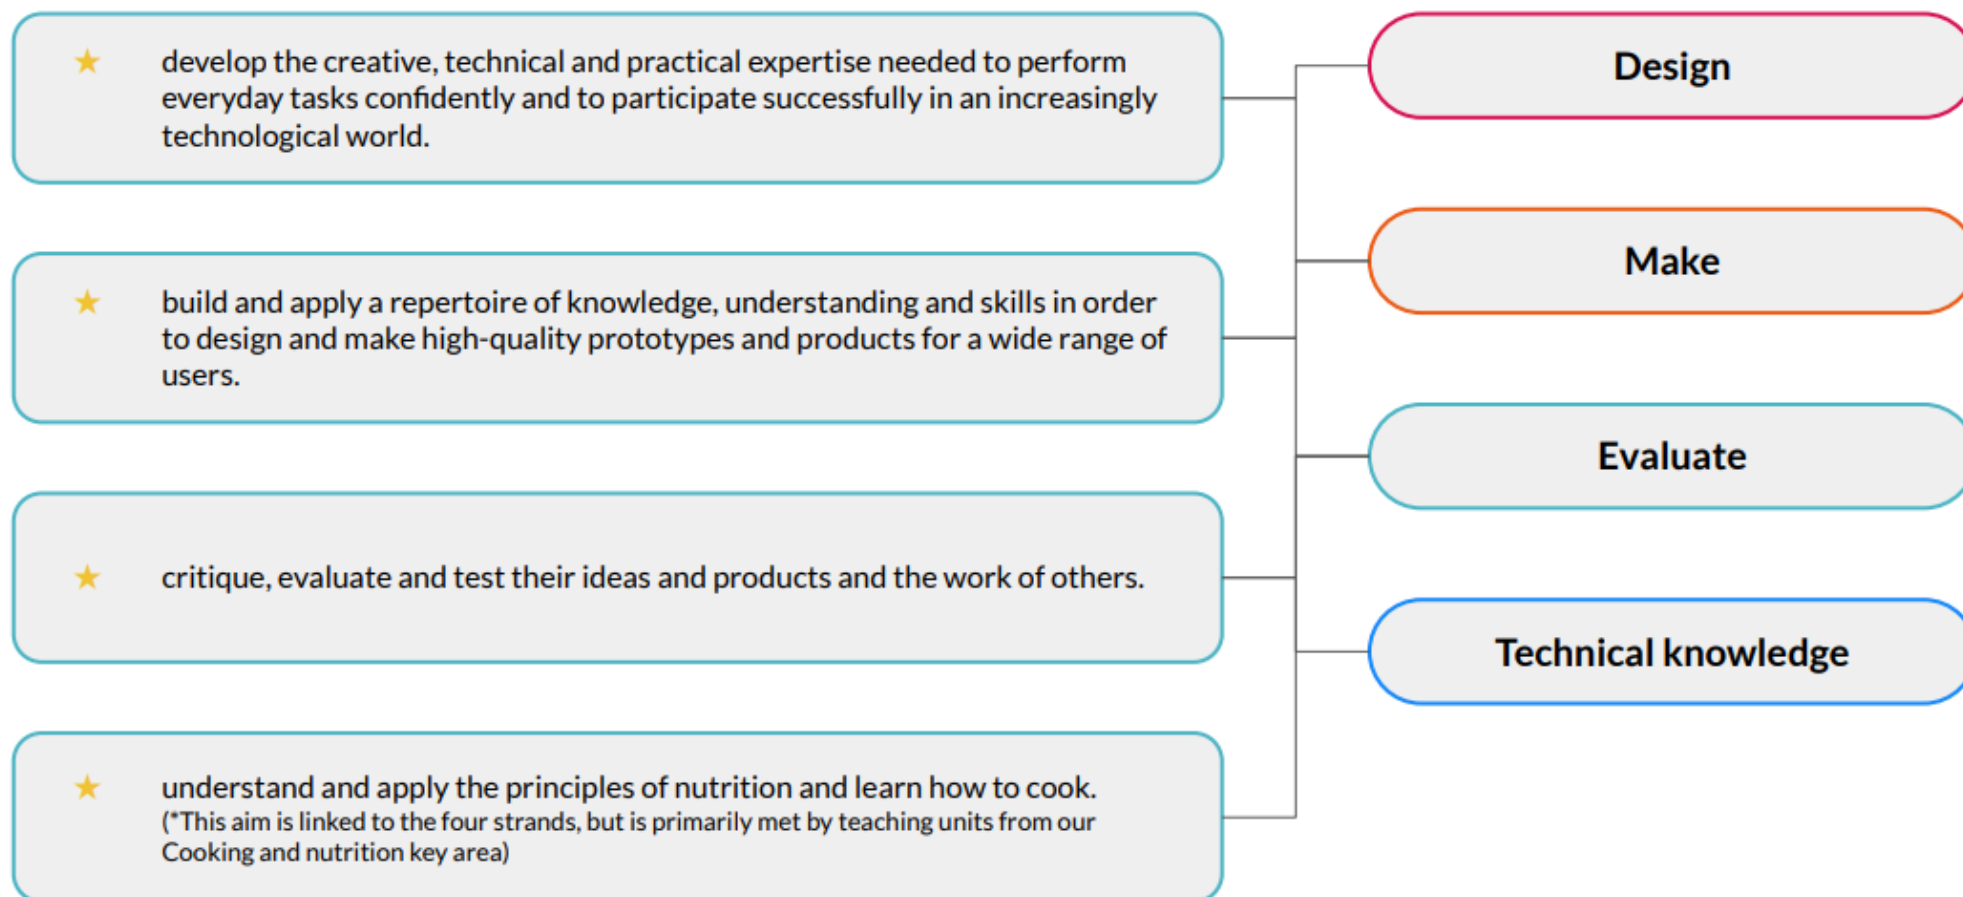 develop the creative, technical and practical expertise needed to perform
everyday tasks confidently and to participate successfully in an increasingly
technological world.
build and apply a repertoire of knowledge, understanding and skills in order
to design and make high-quality prototypes and products for a wide range of
users.
critique, evaluate and test their ideas and products and the work of others.
understand and apply the principles of nutrition and learn how to cook.
(*This aim is linked to the four strands, but is primarily met by teaching units from our
Cooking and nutrition key area)
Design
Make
Evaluate
Technical knowledge